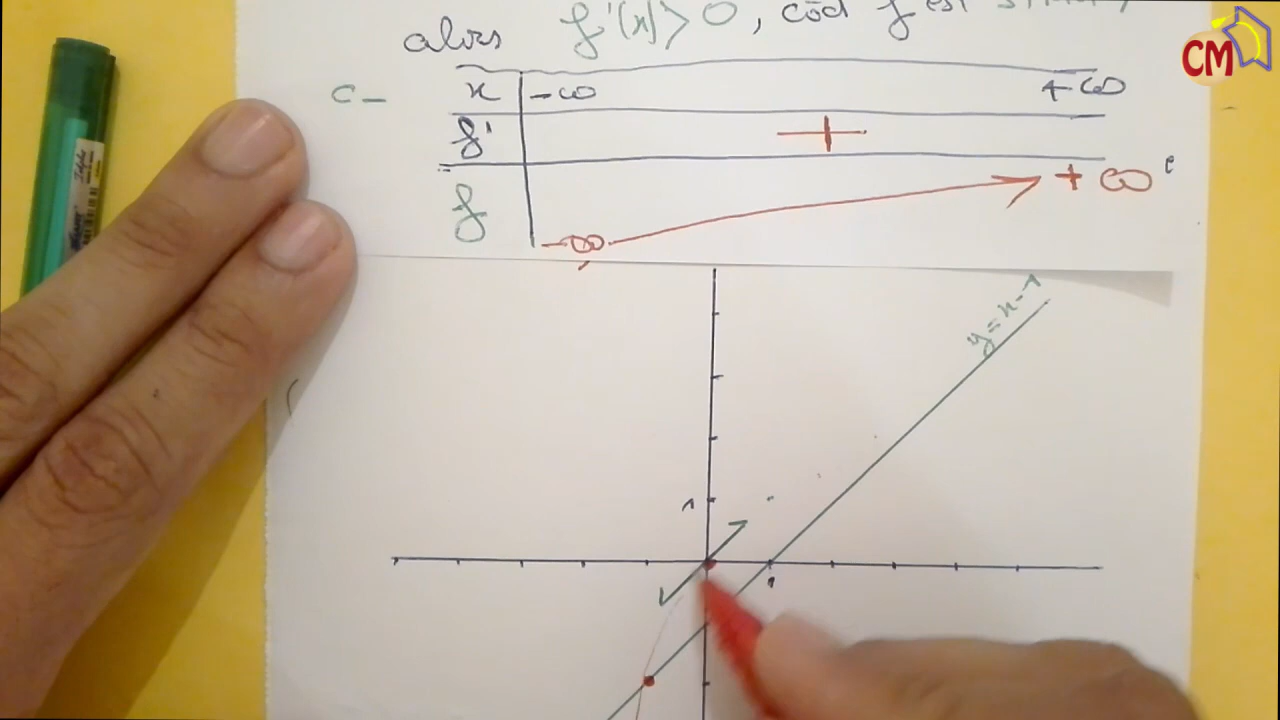 alors f'(x) > 0, càd f est
CM
c- x -∞ +∞
f' +
f -∞ +∞
y = x - 1
1
1